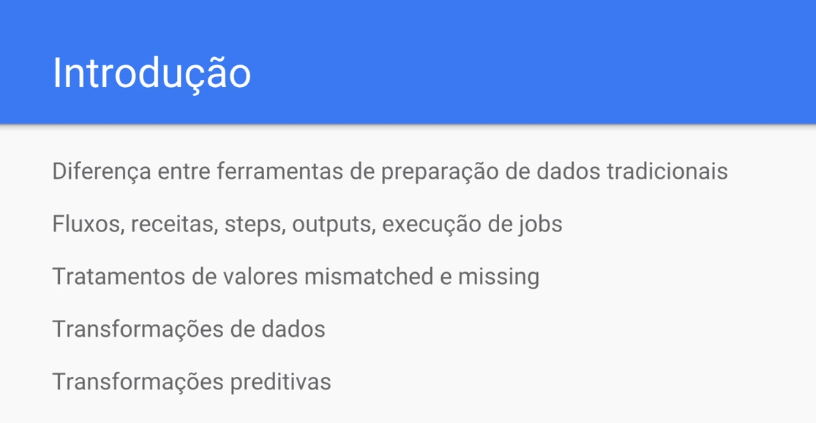 Introdução
Diferença entre ferramentas de preparação de dados tradicionais
Fluxos, receitas, steps, outputs, execução de jobs
Tratamentos de valores mismatched e missing
Transformações de dados
Transformações preditivas